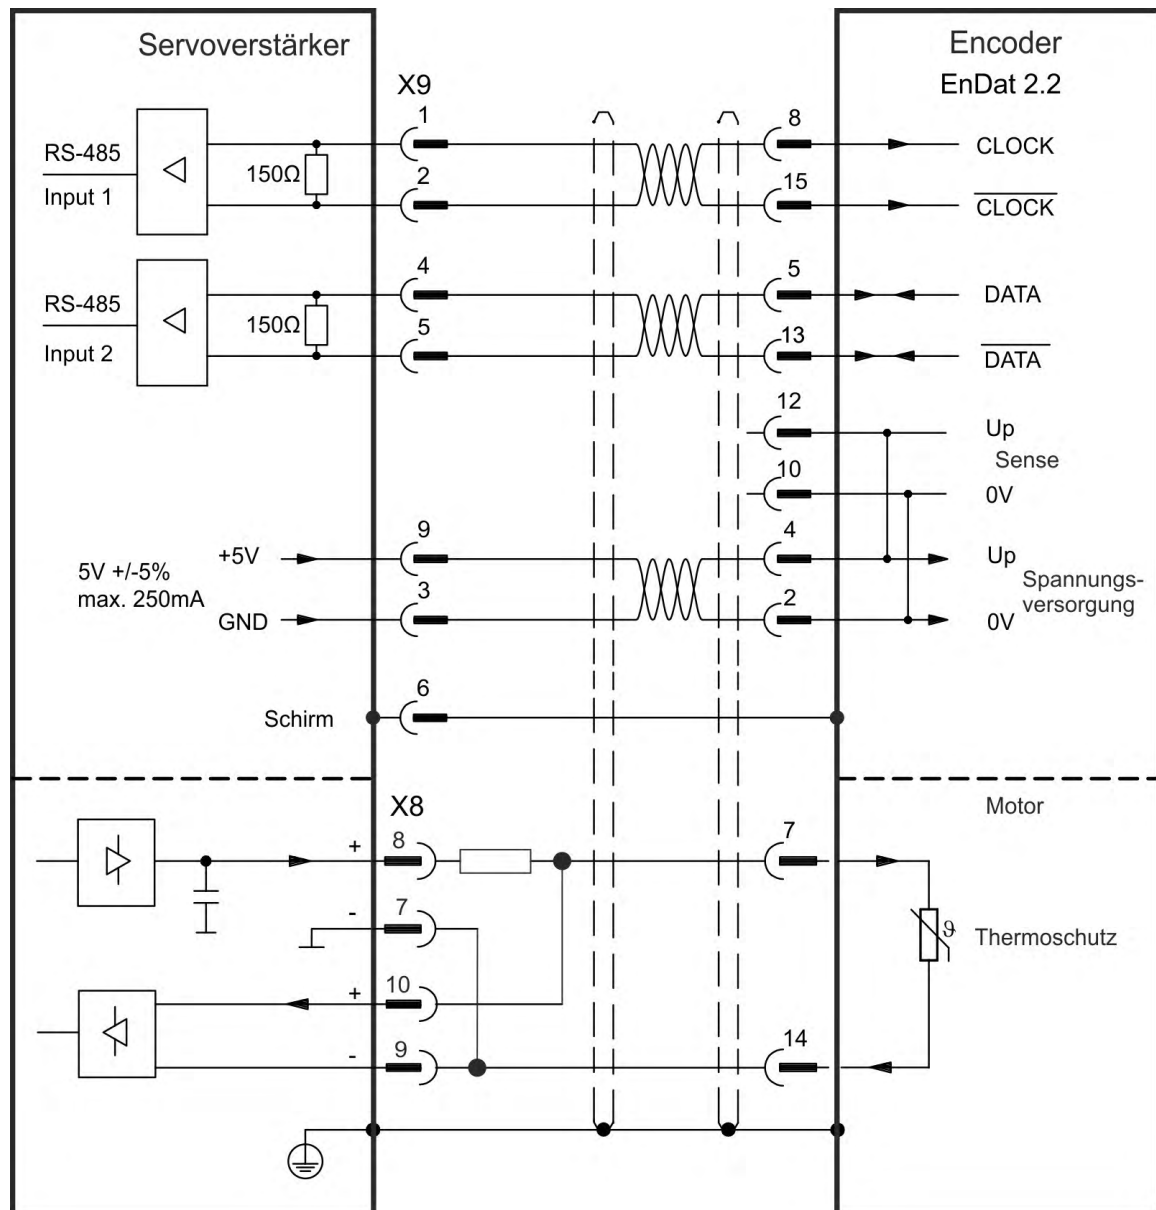 Servoverstärker
Encoder
EnDat 2.2
X9
1
8
RS-485
Input 1
150Ω
CLOCK
2
15
CLOCK
4
5
RS-485
Input 2
150Ω
DATA
5
13
DATA
12
Up
Sense
10
0V
9
4
+5V
Up
5V +/-5%
max. 250mA
Spannungs-
versorgung
3
2
GND
0V
6
Schirm
X8
Motor
8
7
+
7
-
ϑ
Thermoschutz
10
+
9
14
-